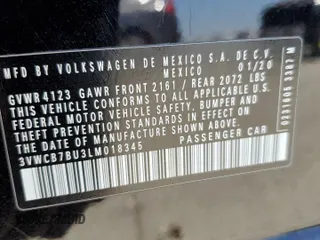 MFD BY VOLKSWAGEN DE MEXICO S.A. DE C.V.
MEXICO 01/20
GVWR 4123 GAWR FRONT 2161 / REAR 2072 LBS
THIS VEHICLE CONFORMS TO ALL APPLICABLE
FEDERAL MOTOR VEHICLE SAFETY, BUMPER AND
THEFT PREVENTION STANDARDS IN EFFECT ON
THE DATE OF MANUFACTURE SHOWN ABOVE.
3VWCB7BU3LM018345 PASSENGER CAR
0231605 3307 M